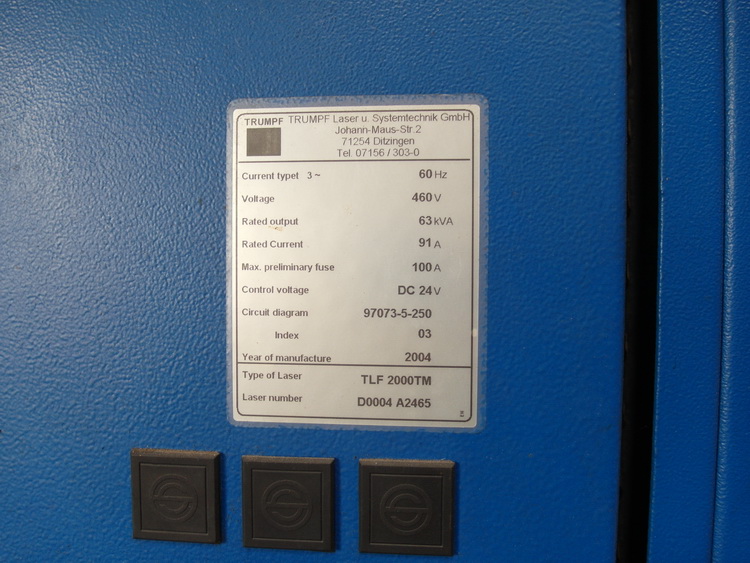 TRUMPF TRUMPF Laser u. Systemtechnik GmbH
Johann-Maus-Str.2
71254 Ditzingen
Tel. 07156 / 303-0
Current typet 3 ~ 60 Hz
Voltage 460 V
Rated output 63 kVA
Rated Current 91 A
Max. preliminary fuse 100 A
Control voltage DC 24 V
Circuit diagram 97073-5-250
Index 03
Year of manufacture 2004
Type of Laser TLF 2000TM
Laser number D0004 A2465